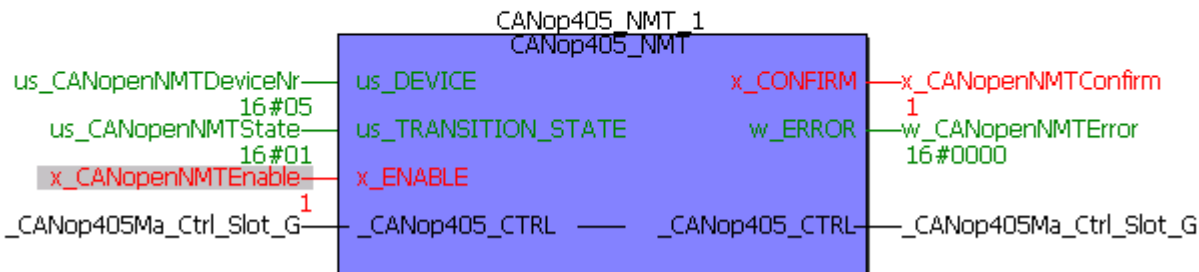 CANop405_NMT_1
CANop405_NMT
us_CANopenNMTDeviceNr us_DEVICE x_CONFIRM x_CANopenNMTConfirm
16#05 1
us_CANopenNMTState us_TRANSITION_STATE w_ERROR w_CANopenNMTError
16#01 16#0000
x_CANopenNMTEnable x_ENABLE
1
_CANop405Ma_Ctrl_Slot_G _CANop405_CTRL _CANop405_CTRL _CANop405Ma_Ctrl_Slot_G